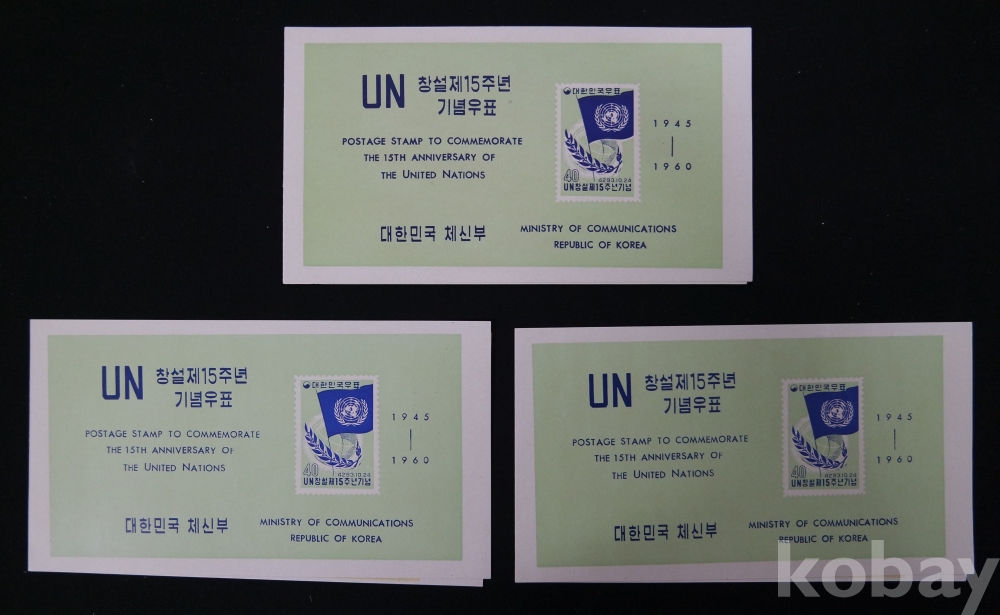 UN 창설제15주년
기념우표
POSTAGE STAMP TO COMMEMORATE
THE 15TH ANNIVERSARY OF
THE UNITED NATIONS
대한민국우표
40
4293.10.24
UN창설제15주년기념
1945
1960
대한민국 체신부
MINISTRY OF COMMUNICATIONS
REPUBLIC OF KOREA
UN 창설제15주년
기념우표
POSTAGE STAMP TO COMMEMORATE
THE 15TH ANNIVERSARY OF
THE UNITED NATIONS
대한민국우표
40
4293.10.24
UN창설제15주년기념
1945
1960
대한민국 체신부
MINISTRY OF COMMUNICATIONS
REPUBLIC OF KOREA
UN 창설제15주년
기념우표
POSTAGE STAMP TO COMMEMORATE
THE 15TH ANNIVERSARY OF
THE UNITED NATIONS
대한민국우표
40
4293.10.24
UN창설제15주년기념
1945
1960
대한민국 체신부
MINISTRY OF COMMUNICATIONS
REPUBLIC OF KOREA
kobay